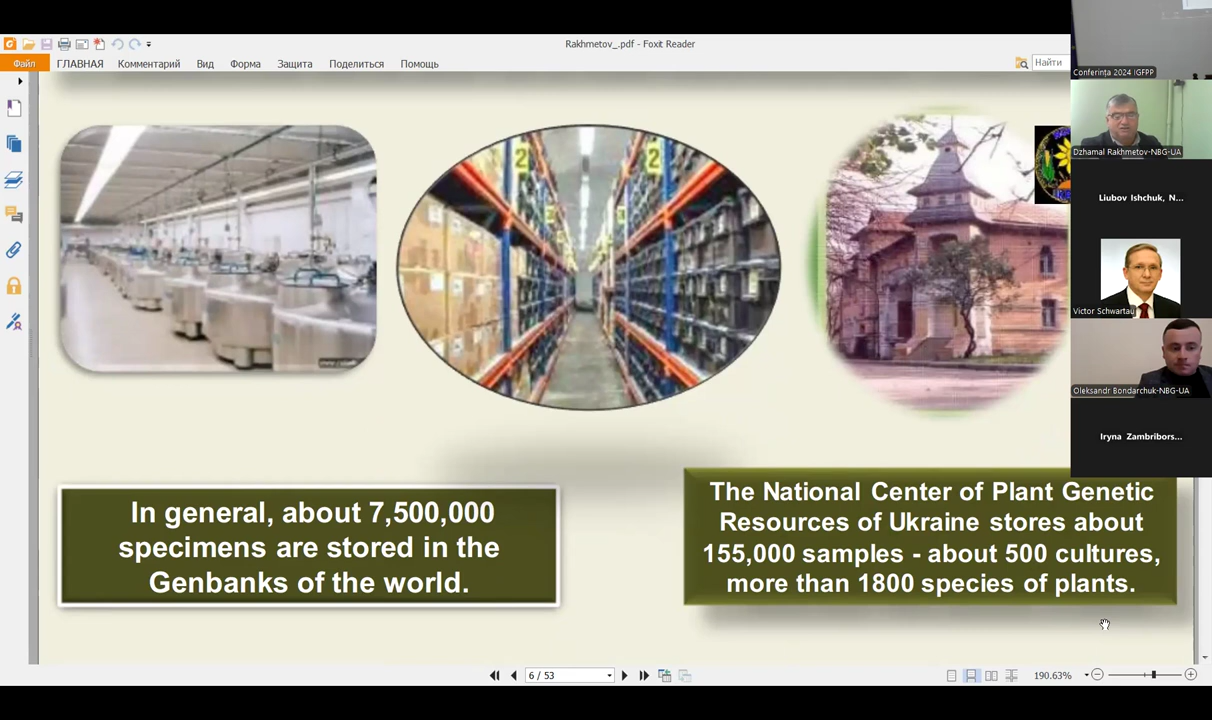 Rakhmetov_.pdf - Foxit Reader
Файл ГЛАВНАЯ Комментарий Вид Форма Защита Поделиться Помощь
Найти
2
2
In general, about 7,500,000
specimens are stored in the
Genbanks of the world.
The National Center of Plant Genetic
Resources of Ukraine stores about
155,000 samples - about 500 cultures,
more than 1800 species of plants.
6 / 53
190.63%
Conferința 2024 IGFPP
Dzhamal Rakhmetov-NBG-UA
Liubov Ishchuk, N...
Victor Schwartau
Oleksandr Bondarchuk-NBG-UA
Iryna Zambribors...